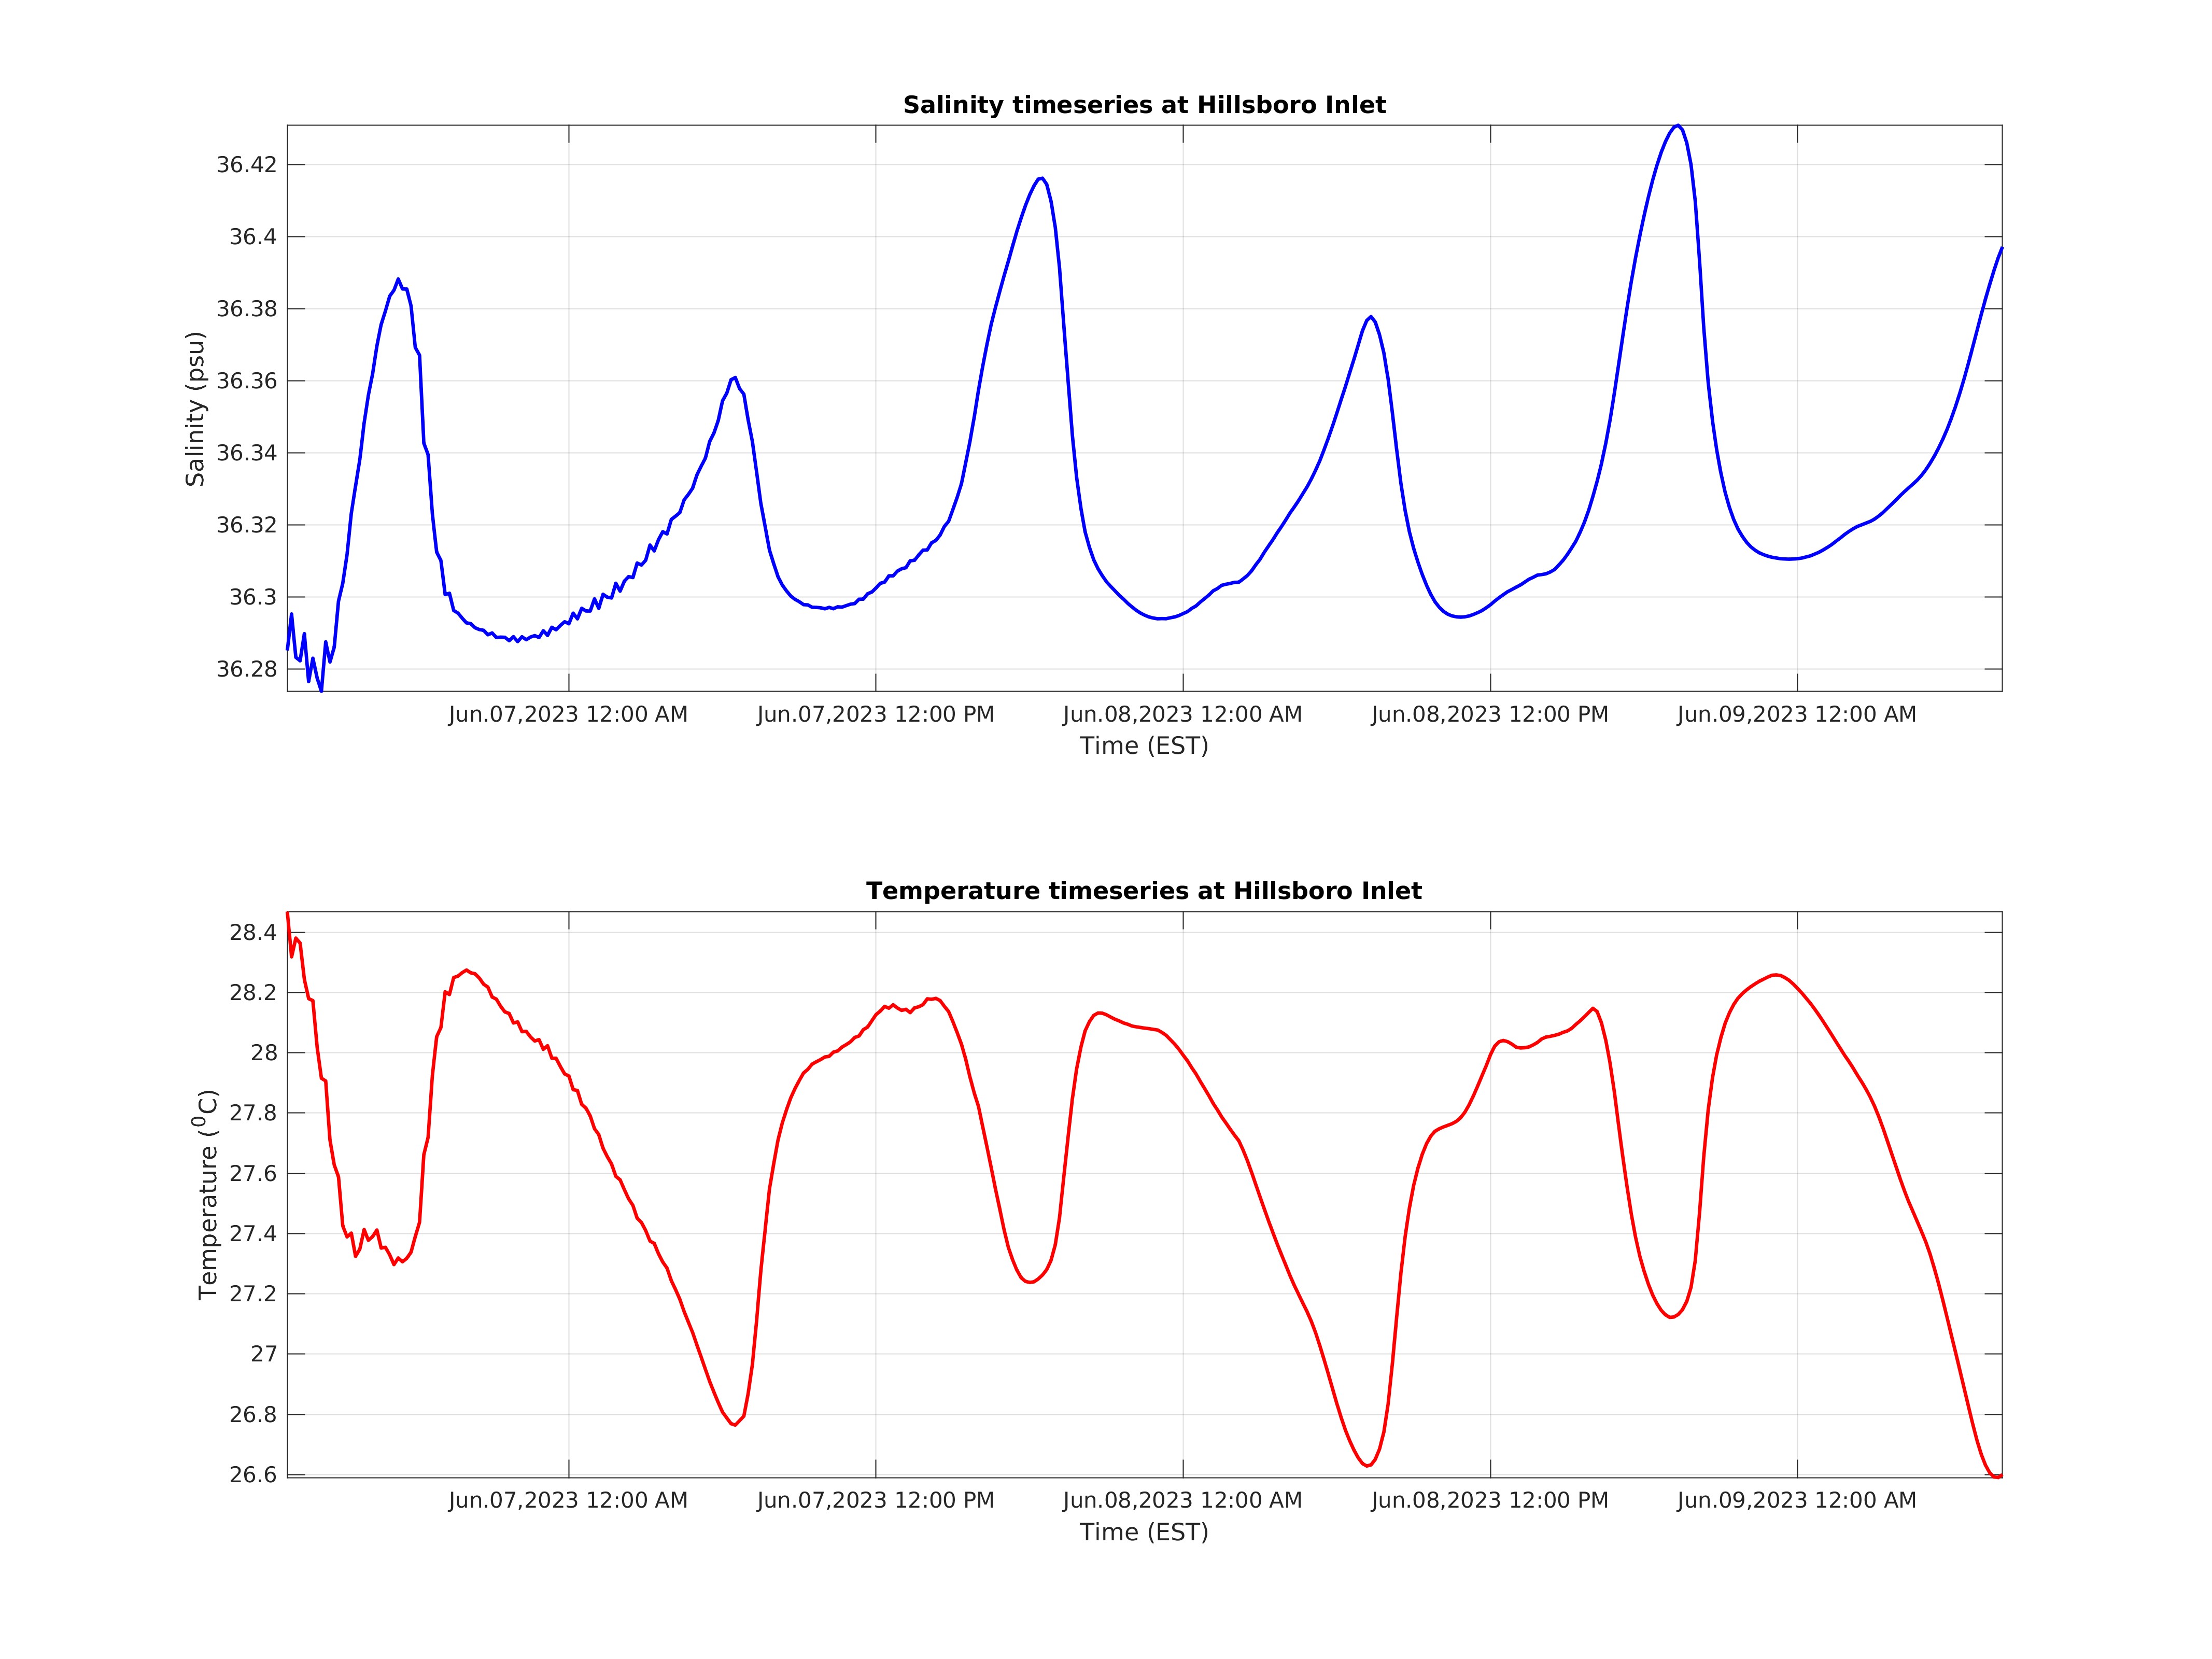 Salinity timeseries at Hillsboro Inlet
36.42
36.4
36.38
36.36
36.34
36.32
36.3
36.28
Salinity (psu)
Jun.07,2023 12:00 AM Jun.07,2023 12:00 PM Jun.08,2023 12:00 AM Jun.08,2023 12:00 PM Jun.09,2023 12:00 AM
Time (EST)
Temperature timeseries at Hillsboro Inlet
28.4
28.2
28
27.8
27.6
27.4
27.2
27
26.8
26.6
Temperature (⁰C)
Jun.07,2023 12:00 AM Jun.07,2023 12:00 PM Jun.08,2023 12:00 AM Jun.08,2023 12:00 PM Jun.09,2023 12:00 AM
Time (EST)